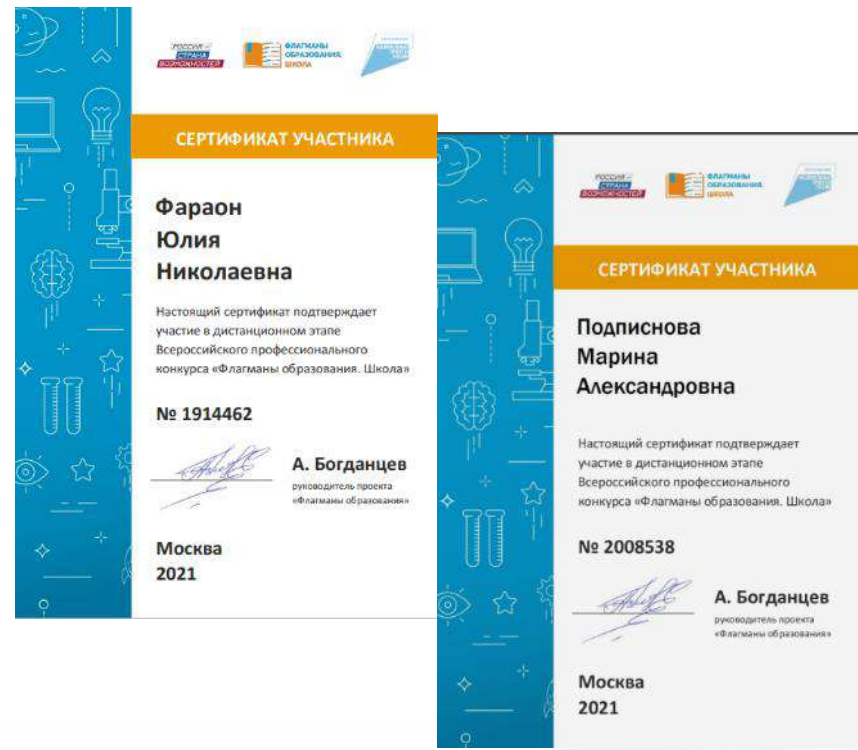 РОССИЯ –
СТРАНА
ВОЗМОЖНОСТЕЙ
ФЛАГМАНЫ
ОБРАЗОВАНИЯ.
ШКОЛА
СЕРТИФИКАТ УЧАСТНИКА
Фараон
Юлия
Николаевна
Настоящий сертификат подтверждает
участие в дистанционном этапе
Всероссийского профессионального
конкурса «Флагманы образования. Школа»
№ 1914462
А. Богданцев
руководитель проекта
«Флагманы образования»
Москва
2021
РОССИЯ –
СТРАНА
ВОЗМОЖНОСТЕЙ
ФЛАГМАНЫ
ОБРАЗОВАНИЯ.
ШКОЛА
СЕРТИФИКАТ УЧАСТНИКА
Подписнова
Марина
Александровна
Настоящий сертификат подтверждает
участие в дистанционном этапе
Всероссийского профессионального
конкурса «Флагманы образования. Школа»
№ 2008538
А. Богданцев
руководитель проекта
«Флагманы образования»
Москва
2021